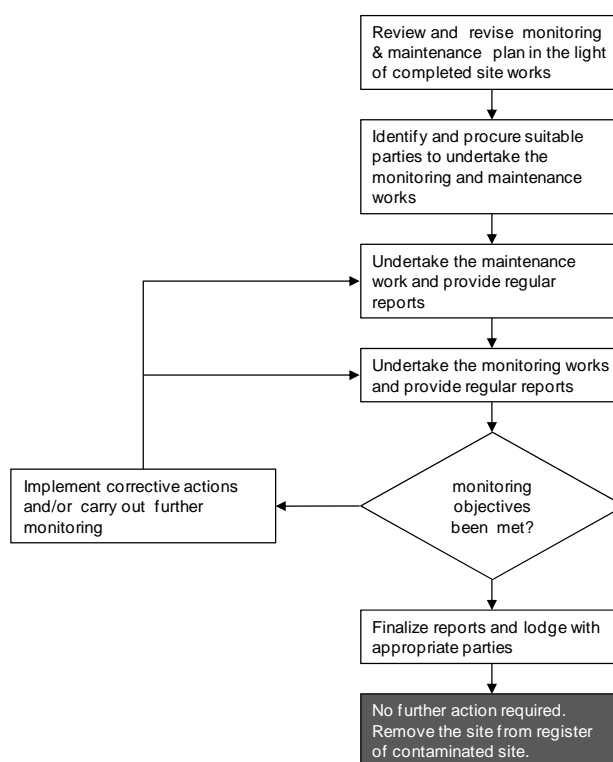 Review and revise monitoring
& maintenance plan in the light
of completed site works
Identify and procure suitable
parties to undertake the
monitoring and maintenance
works
Undertake the maintenance
work and provide regular
reports
Undertake the monitoring works
and provide regular reports
Implement corrective actions
and/or carry out further
monitoring
monitoring
objectives
been met?
Finalize reports and lodge with
appropriate parties
No further action required.
Remove the site from register
of contaminated site.